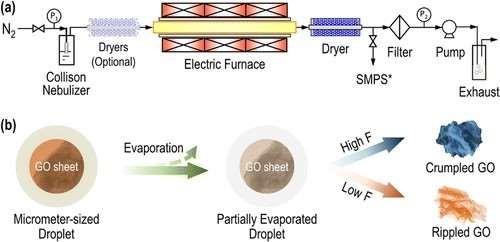 (a)
N2
P1
P2
Collison
Nebulizer
Dryers
(Optional)
Electric Furnace
Dryer
SMPS*
Filter
Pump
Exhaust
(b)
GO sheet
Micrometer-sized
Droplet
Evaporation
GO sheet
Partially Evaporated
Droplet
High F
Low F
Crumpled GO
Rippled GO